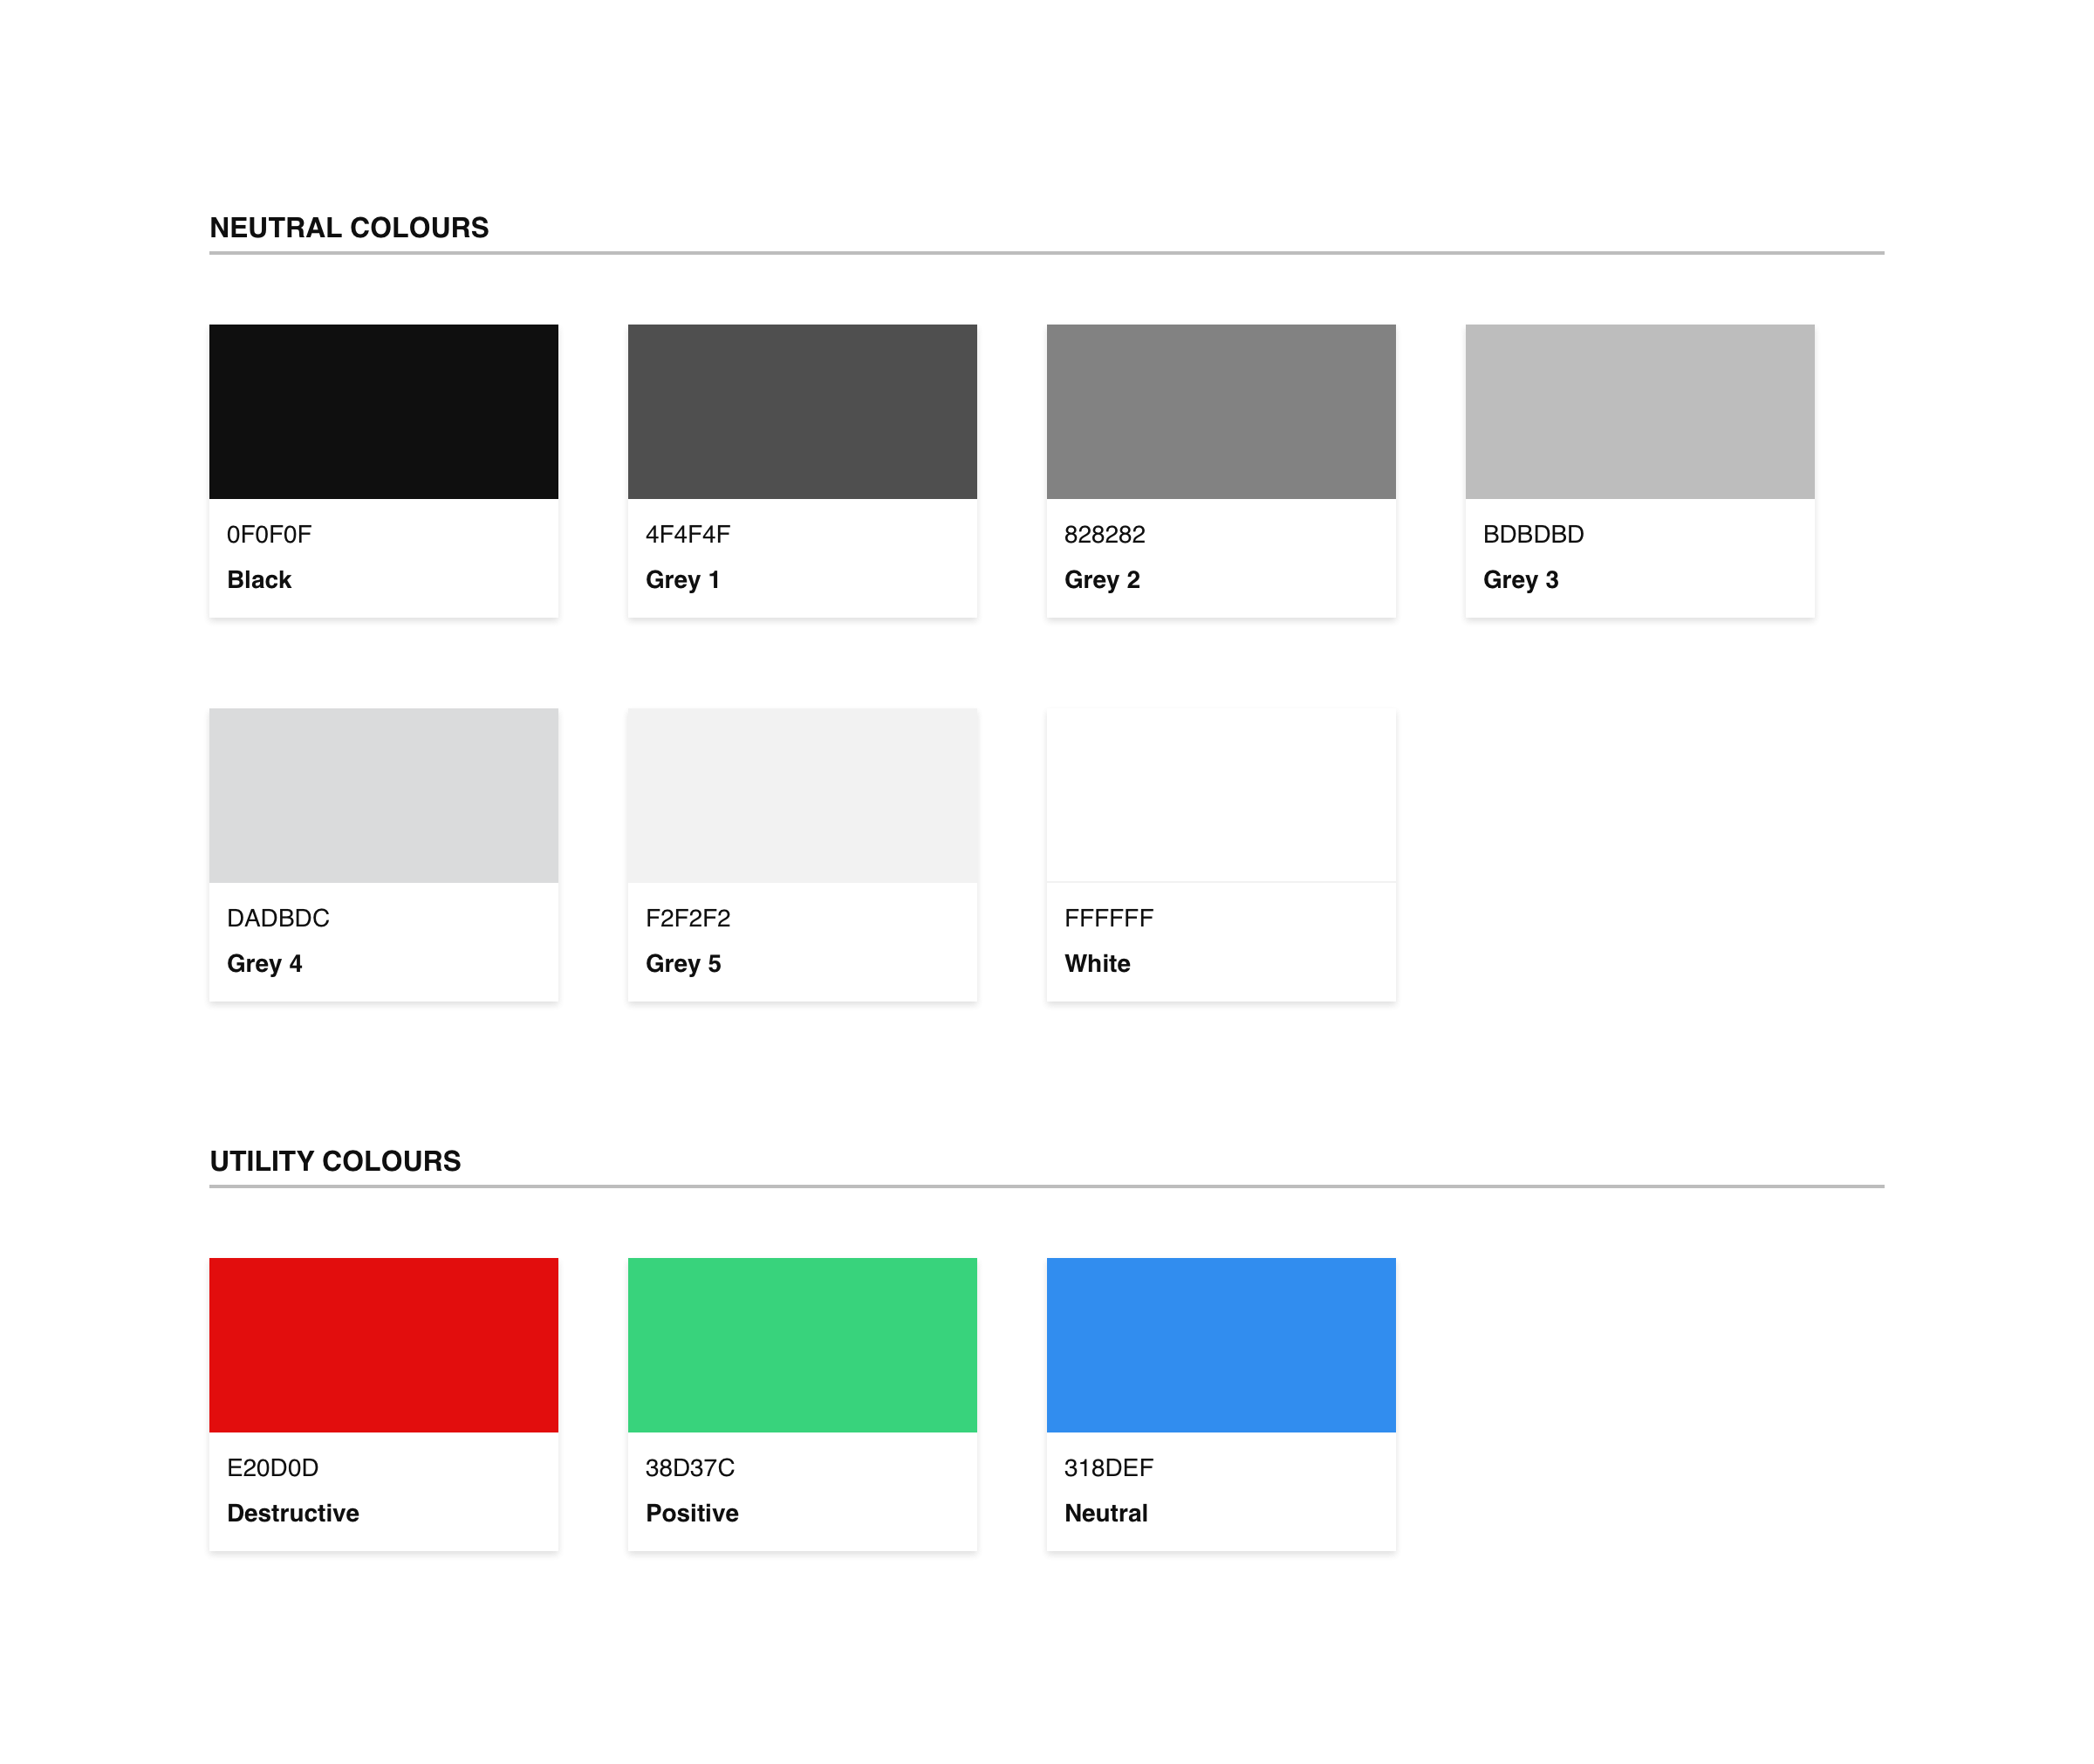 NEUTRAL COLOURS
0F0F0F
Black
4F4F4F
Grey 1
828282
Grey 2
BDBDBD
Grey 3
DADBDC
Grey 4
F2F2F2
Grey 5
FFFFFF
White
UTILITY COLOURS
E20D0D
Destructive
38D37C
Positive
318DEF
Neutral